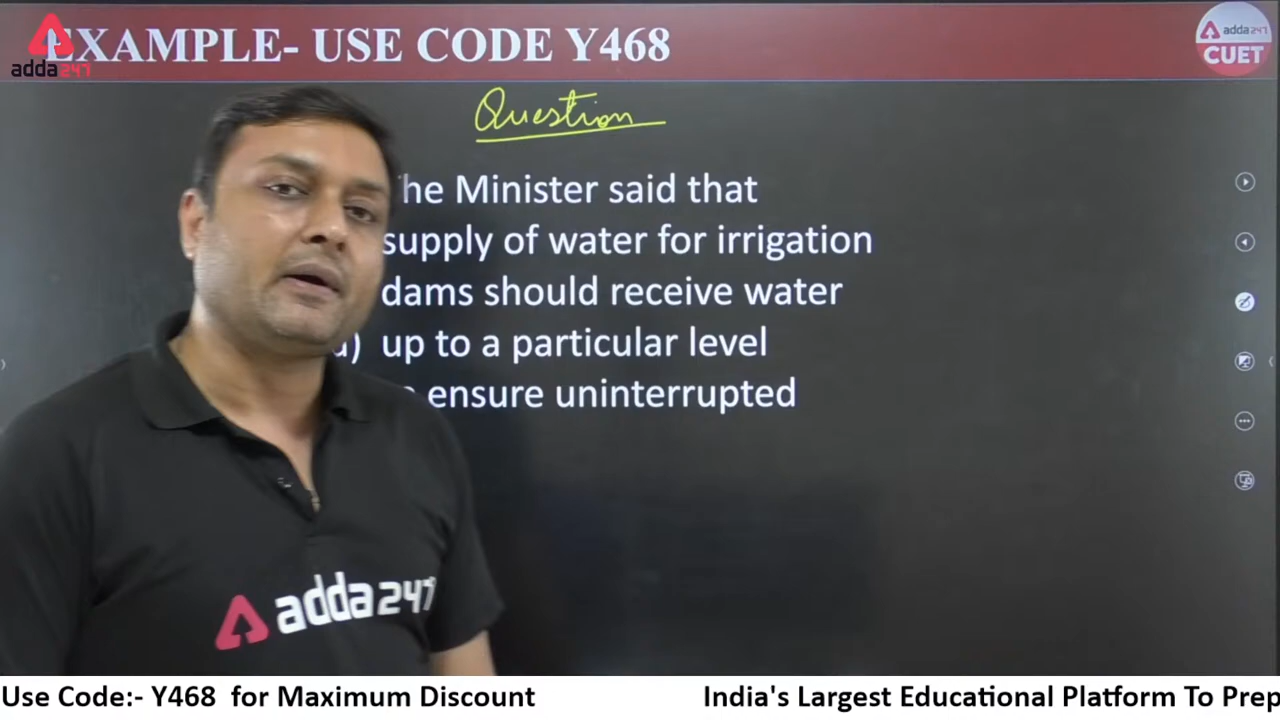 EXAMPLE- USE CODE Y468
adda247
adda247
CUET
Question
he Minister said that
supply of water for irrigation
dams should receive water
d) up to a particular level
ensure uninterrupted
adda247
Use Code:- Y468 for Maximum Discount
India's Largest Educational Platform To Prep